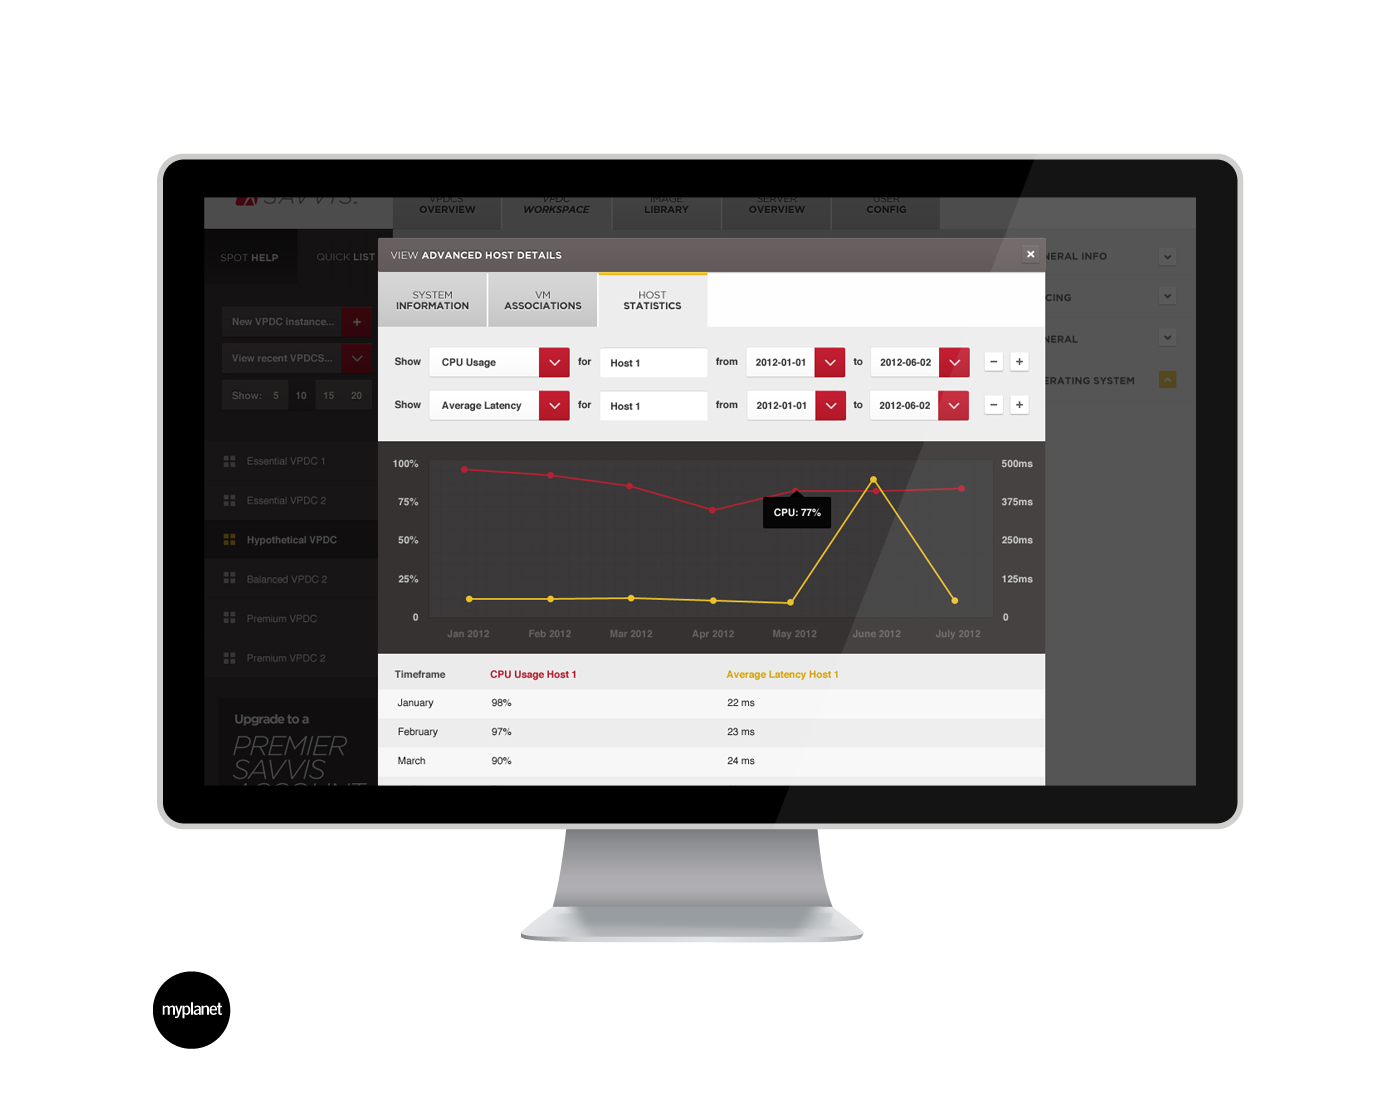 SAVVIS.
VPDCS
OVERVIEW
VPDC
WORKSPACE
IMAGE
LIBRARY
SERVER
OVERVIEW
USER
CONFIG
SPOT HELP
QUICK LIST
New VPDC instance...
+
View recent VPDCS...
Show: 5 10 15 20
Essential VPDC 1
Essential VPDC 2
Hypothetical VPDC
Balanced VPDC 2
Premium VPDC
Premium VPDC 2
Upgrade to a
PREMIER
SAVVIS
ACCOUNT
VIEW ADVANCED HOST DETAILS
×
SYSTEM
INFORMATION
VM
ASSOCIATIONS
HOST
STATISTICS
Show CPU Usage for Host 1 from 2012-01-01 to 2012-06-02 − +
Show Average Latency for Host 1 from 2012-01-01 to 2012-06-02 − +
100% 500ms
75% 375ms
CPU: 77%
50% 250ms
25% 125ms
0 0
Jan 2012 Feb 2012 Mar 2012 Apr 2012 May 2012 June 2012 July 2012
Timeframe CPU Usage Host 1 Average Latency Host 1
January 98% 22 ms
February 97% 23 ms
March 90% 24 ms
NERAL INFO
CING
NERAL
ERATING SYSTEM
myplanet